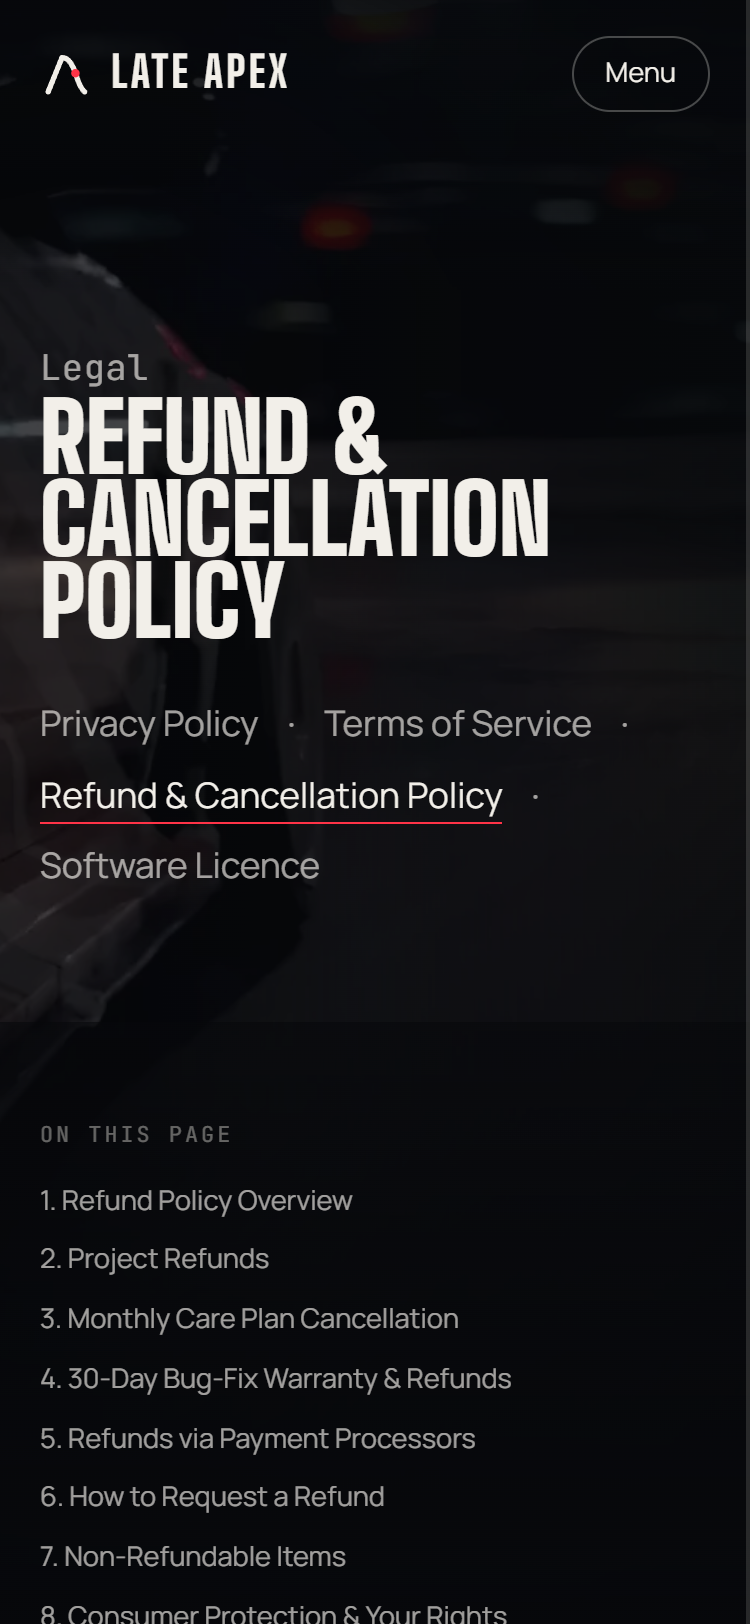 LATE APEX
Menu
Legal
REFUND &
CANCELLATION
POLICY
Privacy Policy · Terms of Service ·
Refund & Cancellation Policy ·
Software Licence
ON THIS PAGE
1. Refund Policy Overview
2. Project Refunds
3. Monthly Care Plan Cancellation
4. 30-Day Bug-Fix Warranty & Refunds
5. Refunds via Payment Processors
6. How to Request a Refund
7. Non-Refundable Items
8. Consumer Protection & Your Rights